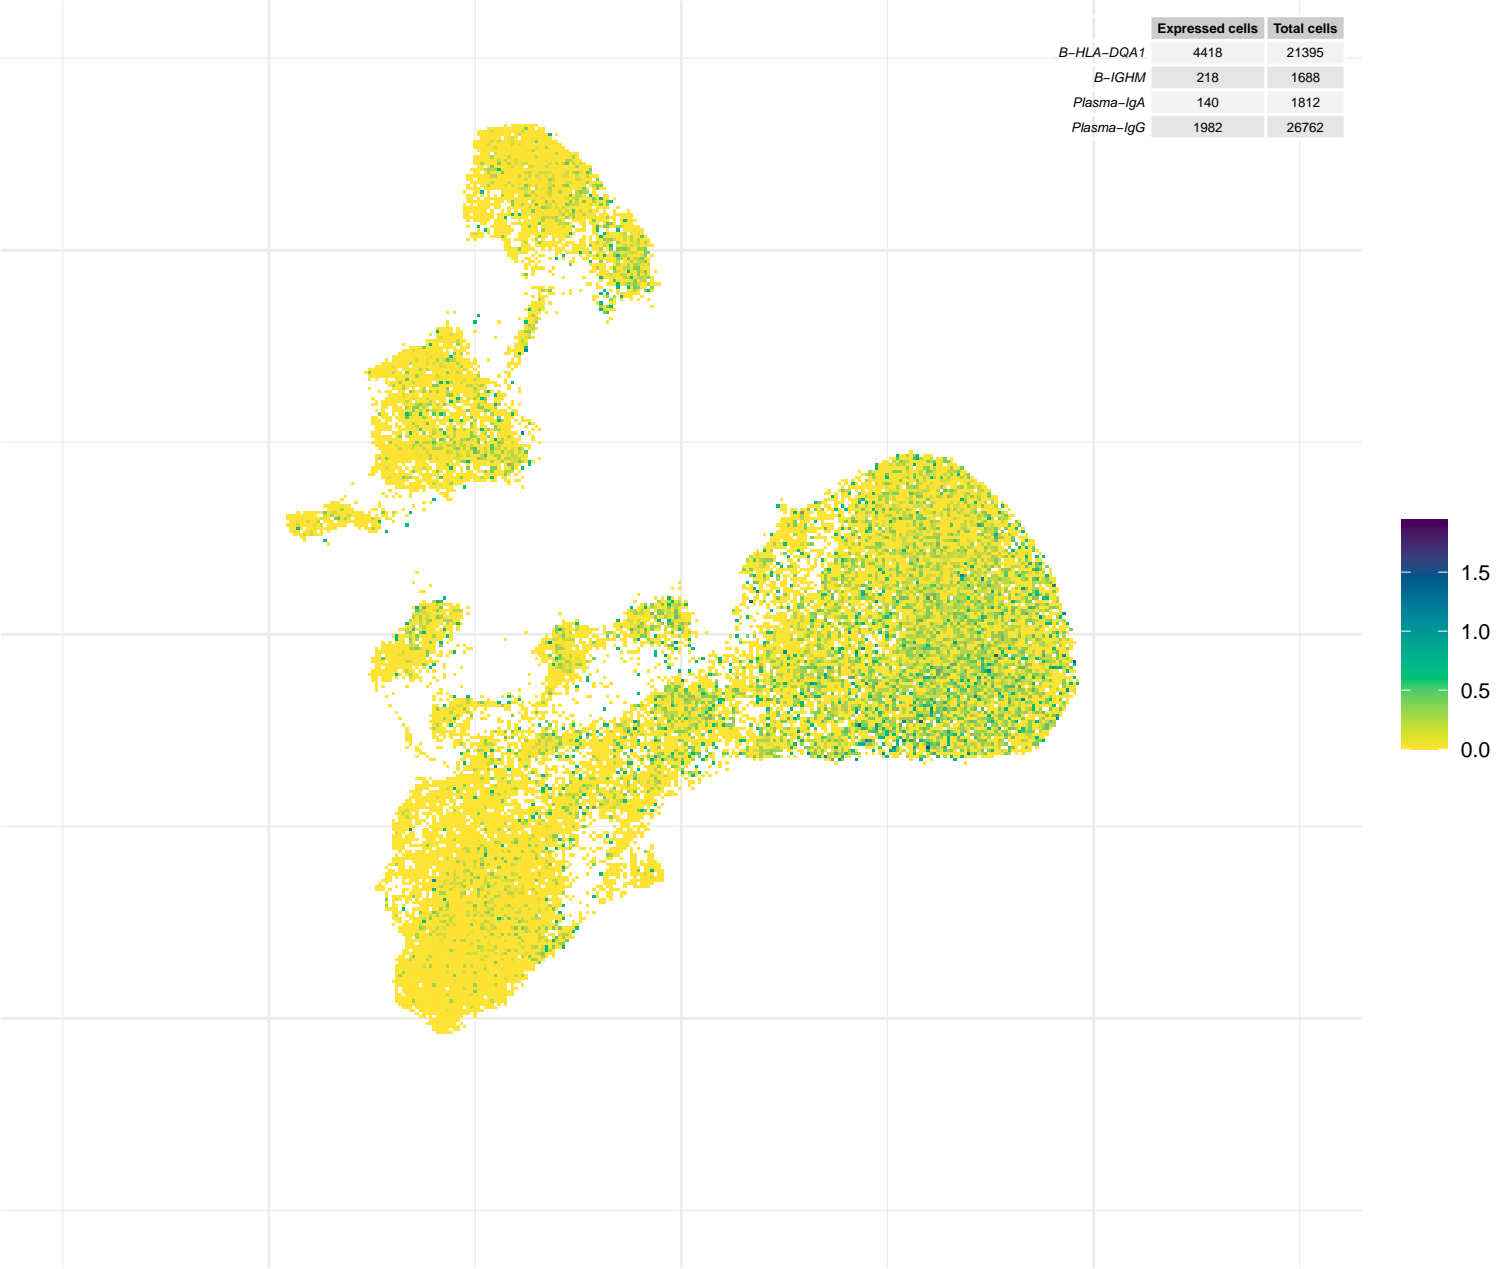 Expressed cells Total cells
B−HLA−DQA1 4418 21395
B−IGHM 218 1688
Plasma−IgA 140 1812
Plasma−IgG 1982 26762
1.5
1.0
0.5
0.0